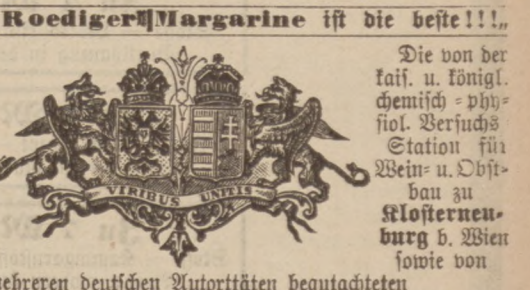 Roediger Margarine ist die beste!!!„
Die von der
kais. u. königl.
chemisch-phy-
siol. Versuchs
Station für
Wein- u. Obst-
bau zu
Klosterneu-
burg b. Wien
sowie von
VIRIBUS UNITIS
mehreren deutschen Autorttäten begutachteten